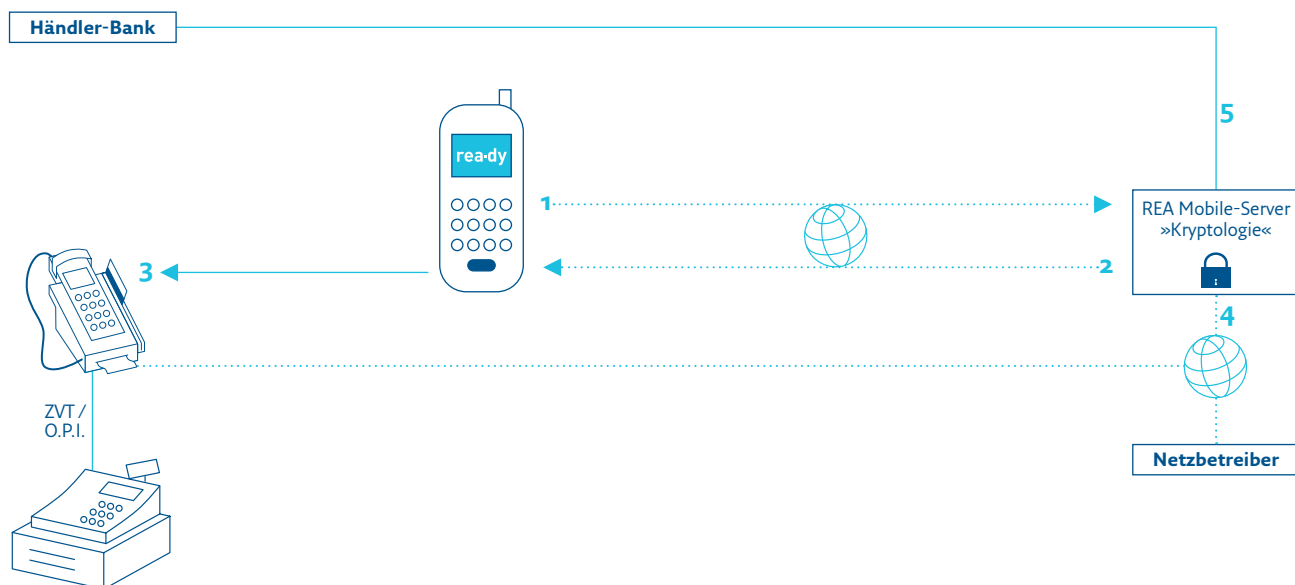 Händler-Bank
5
rea·dy
1
REA Mobile-Server
»Kryptologie«
3
2
4
ZVT /
O.P.I.
Netzbetreiber